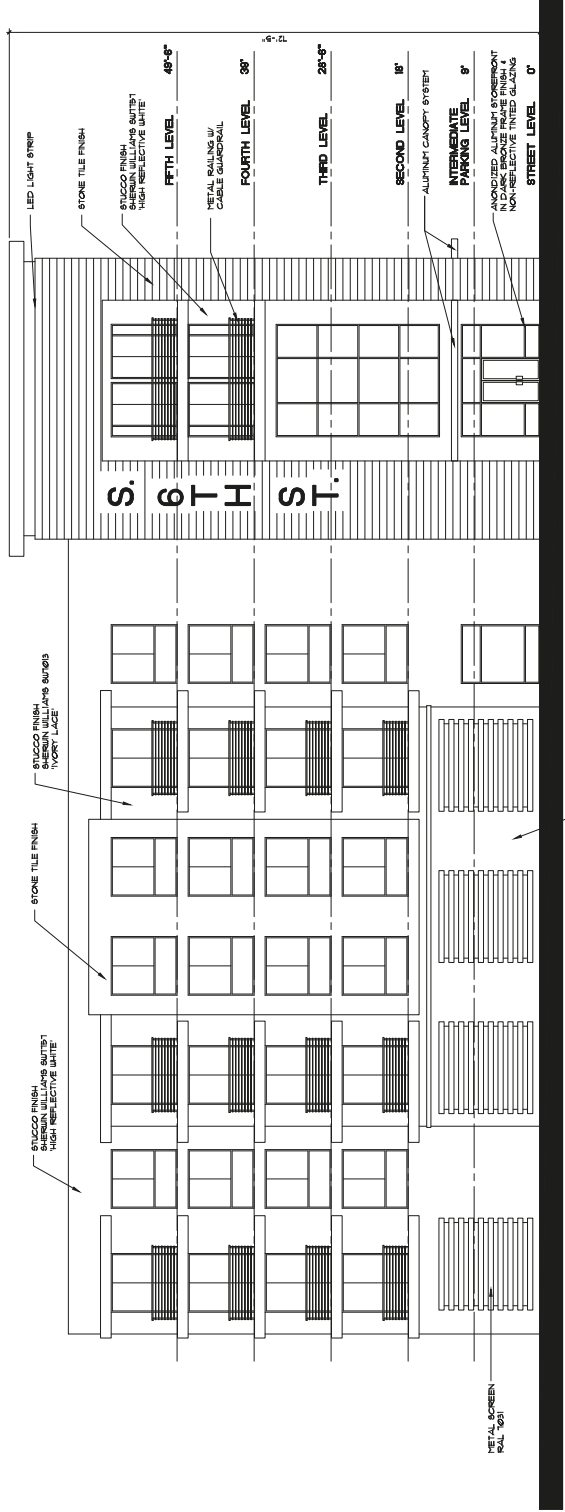 72'-9"
LED LIGHT STRIP
STONE TILE FINISH
STUCCO FINISH
SHERWIN WILLIAMS SW7757
'HIGH REFLECTIVE WHITE'
FIFTH LEVEL 49'-6"
METAL RAILING W/
CABLE GUARDRAIL
FOURTH LEVEL 39'
THIRD LEVEL 28'-6"
SECOND LEVEL 18'
ALUMINUM CANOPY SYSTEM
INTERMEDIATE
PARKING LEVEL 9'
ANONDIZED ALUMINUM STOREFRONT
IN DARK BRONZE FRAME FINISH &
NON-REFLECTIVE TINTED GLAZING
STREET LEVEL 0'
S. 6TH ST.
STUCCO FINISH
SHERWIN WILLIAMS SW7013
'IVORY LACE'
STONE TILE FINISH
STUCCO FINISH
SHERWIN WILLIAMS SW7757
'HIGH REFLECTIVE WHITE'
METAL SCREEN
RAL 7031